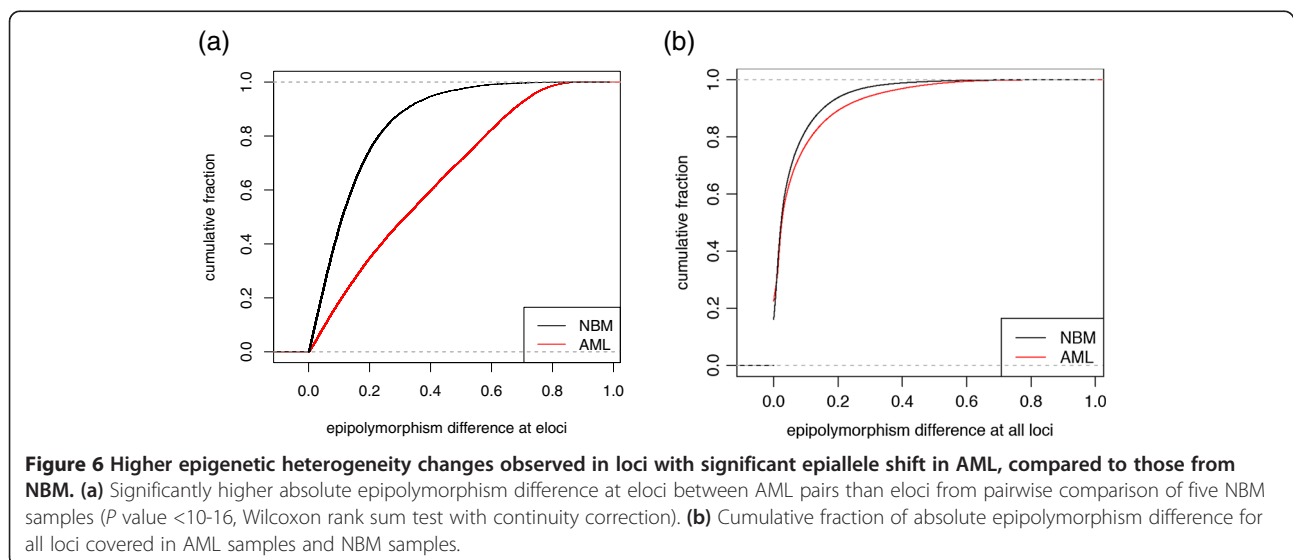 (a)
(b)
1.0
0.8
0.6
0.4
0.2
0.0
cumulative fraction
NBM
AML
0.0 0.2 0.4 0.6 0.8 1.0
epipolymorphism difference at eloci
1.0
0.8
0.6
0.4
0.2
0.0
cumulative fraction
NBM
AML
0.0 0.2 0.4 0.6 0.8 1.0
epipolymorphism difference at all loci
Figure 6 Higher epigenetic heterogeneity changes observed in loci with significant epiallele shift in AML, compared to those from
NBM. (a) Significantly higher absolute epipolymorphism difference at eloci between AML pairs than eloci from pairwise comparison of five NBM
samples (P value <10-16, Wilcoxon rank sum test with continuity correction). (b) Cumulative fraction of absolute epipolymorphism difference for
all loci covered in AML samples and NBM samples.